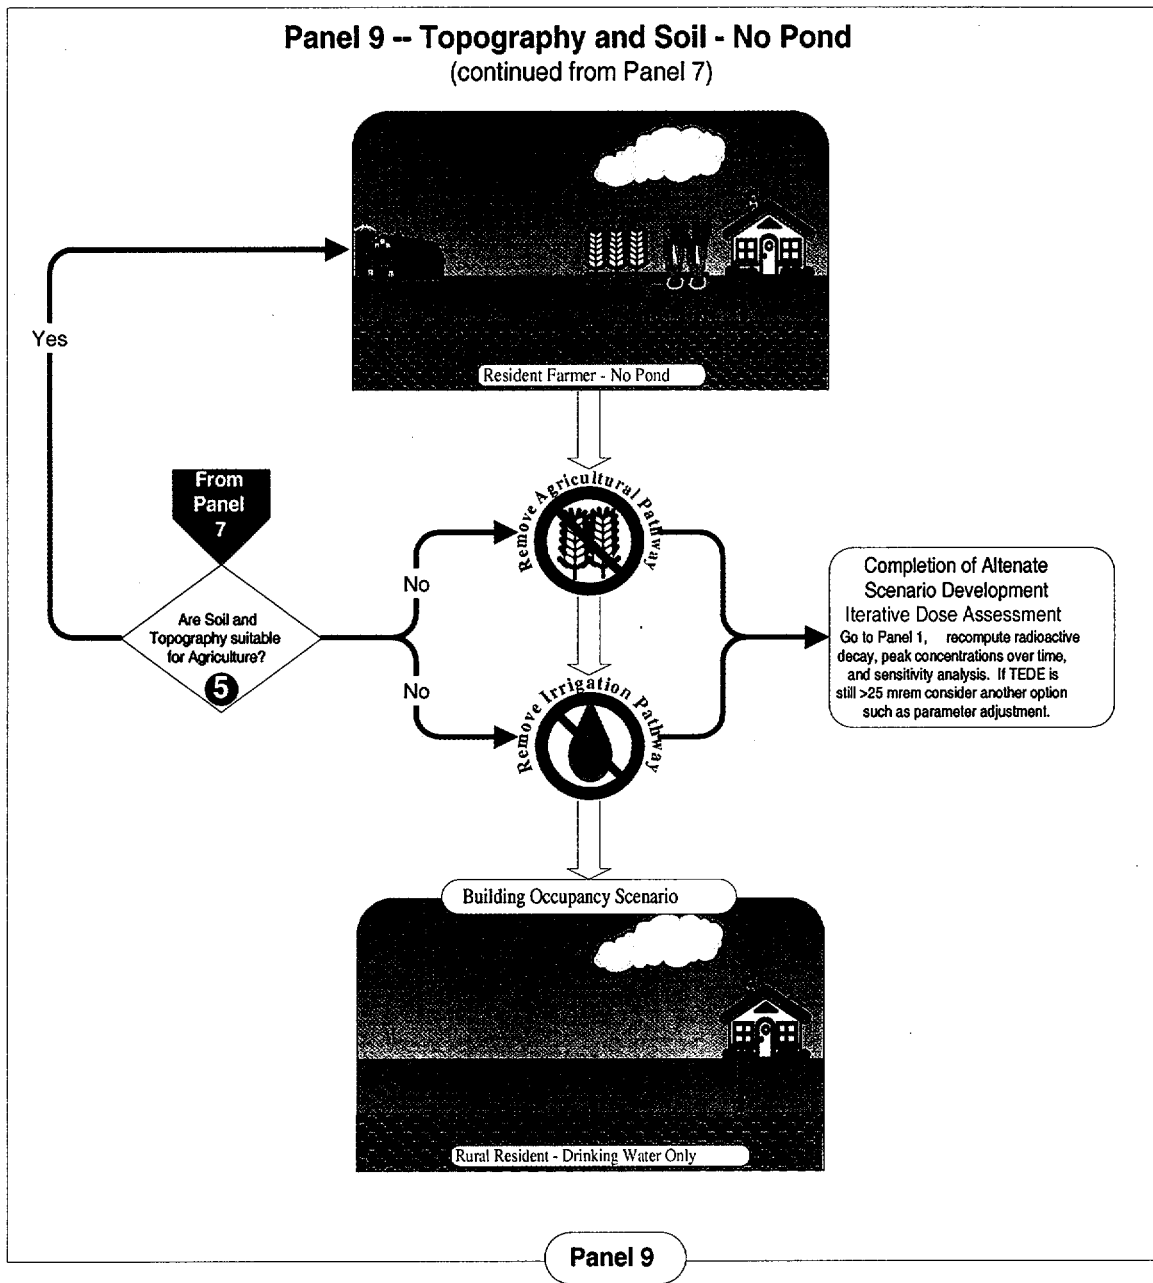 Panel 9 -- Topography and Soil - No Pond
(continued from Panel 7)
Resident Farmer - No Pond
Yes
From
Panel
7
Are Soil and
Topography suitable
for Agriculture?
5
No
No
Remove Agricultural Pathway
Remove Irrigation Pathway
Completion of Altenate
Scenario Development
Iterative Dose Assessment
Go to Panel 1, recompute radioactive
decay, peak concentrations over time,
and sensitivity analysis. If TEDE is
still >25 mrem consider another option
such as parameter adjustment.
Building Occupancy Scenario
Rural Resident - Drinking Water Only
Panel 9